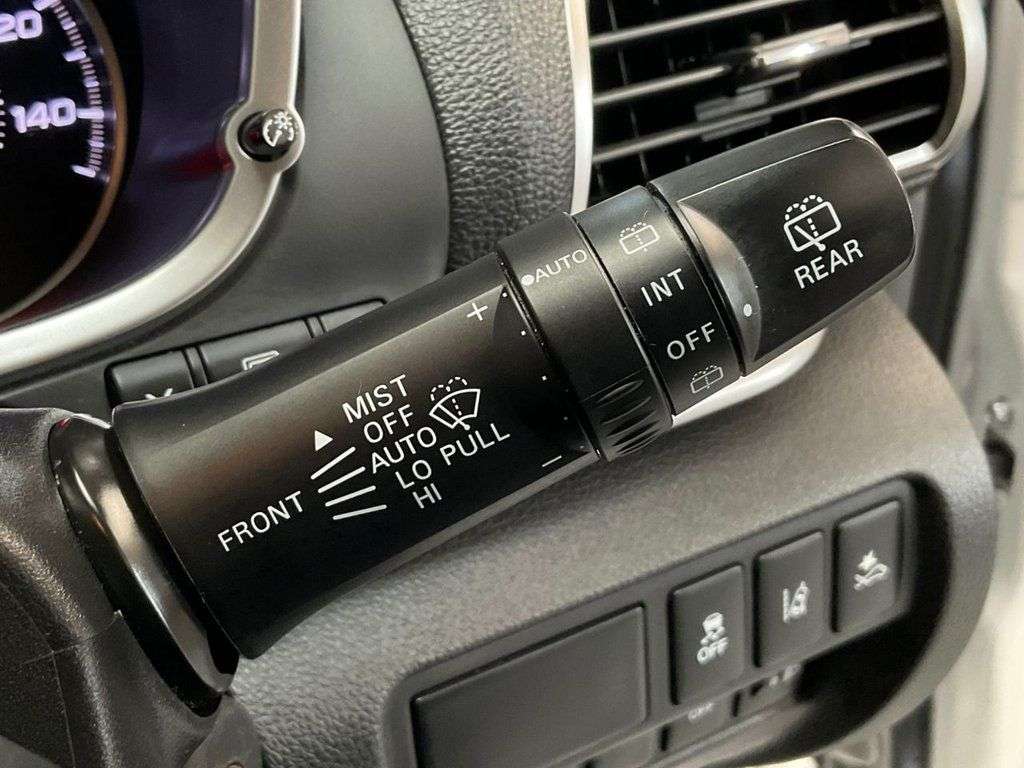 20
140
AUTO
INT
OFF
REAR
+
MIST
OFF
AUTO
LO PULL
HI
FRONT
−
OFF